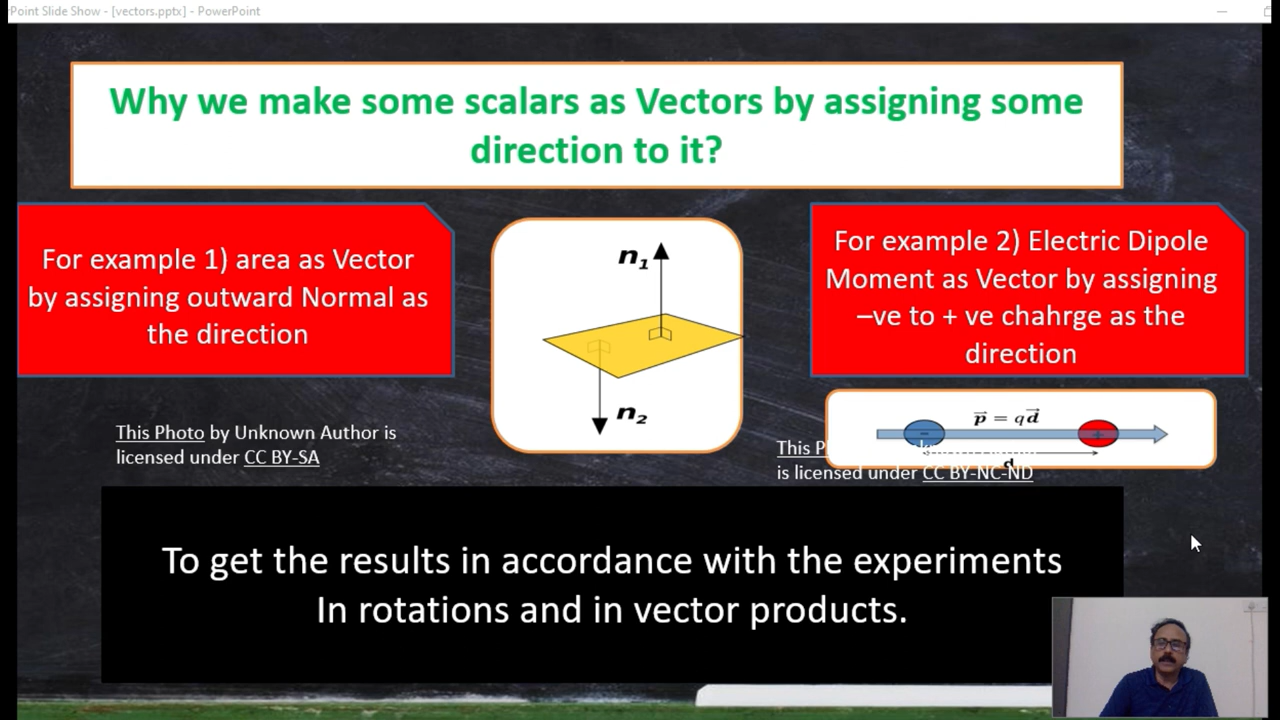 Point Slide Show - [vectors.pptx] - PowerPoint
Why we make some scalars as Vectors by assigning some
direction to it?
For example 1) area as Vector
by assigning outward Normal as
the direction
n₁
n₂
For example 2) Electric Dipole
Moment as Vector by assigning
–ve to + ve chahrge as the
direction
p⃗ = qd⃗
- +
d
This Photo by Unknown Author is
licensed under CC BY-SA
This
is licensed under CC BY-NC-ND
To get the results in accordance with the experiments
In rotations and in vector products.